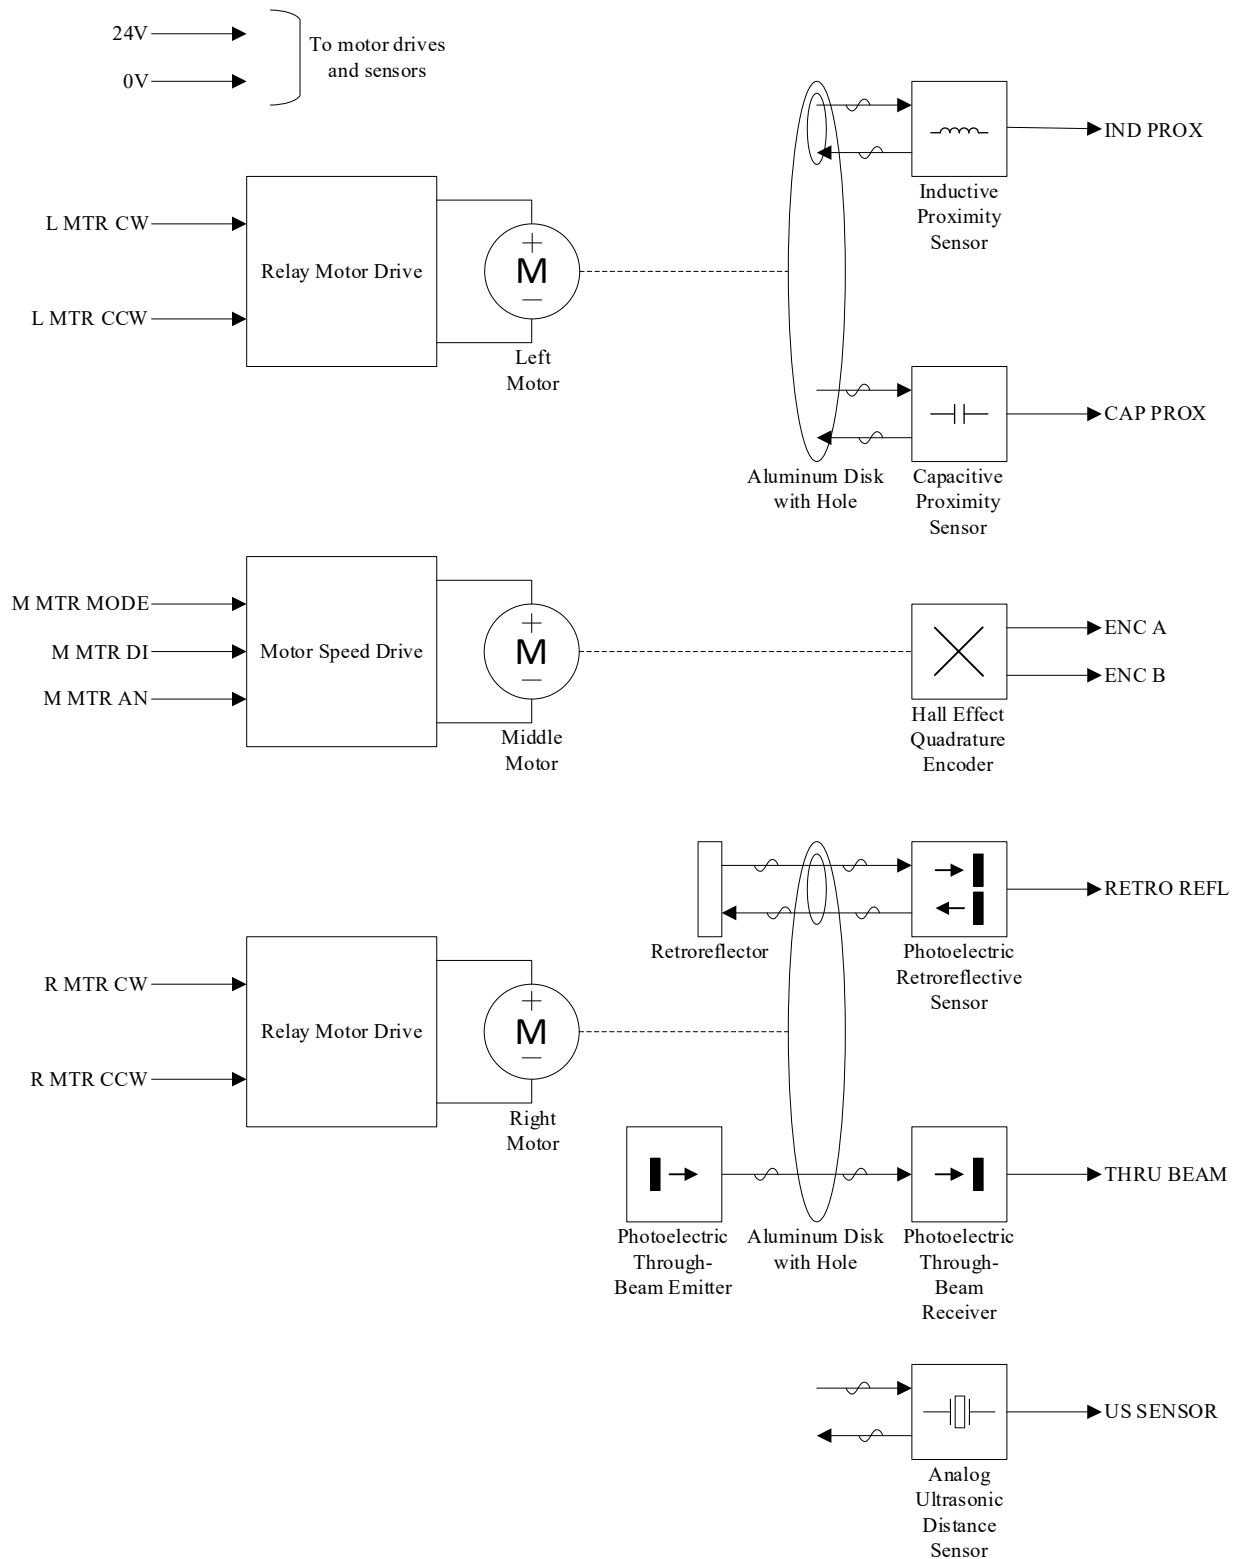 24V
0V
To motor drives
and sensors
IND PROX
Inductive
Proximity
Sensor
L MTR CW
L MTR CCW
Relay Motor Drive
+
M
—
Left
Motor
CAP PROX
Aluminum Disk
with Hole
Capacitive
Proximity
Sensor
M MTR MODE
M MTR DI
M MTR AN
Motor Speed Drive
+
M
—
Middle
Motor
ENC A
ENC B
Hall Effect
Quadrature
Encoder
Retroreflector
RETRO REFL
Photoelectric
Retroreflective
Sensor
R MTR CW
R MTR CCW
Relay Motor Drive
+
M
—
Right
Motor
Photoelectric
Through-
Beam Emitter
Aluminum Disk
with Hole
THRU BEAM
Photoelectric
Through-
Beam
Receiver
US SENSOR
Analog
Ultrasonic
Distance
Sensor